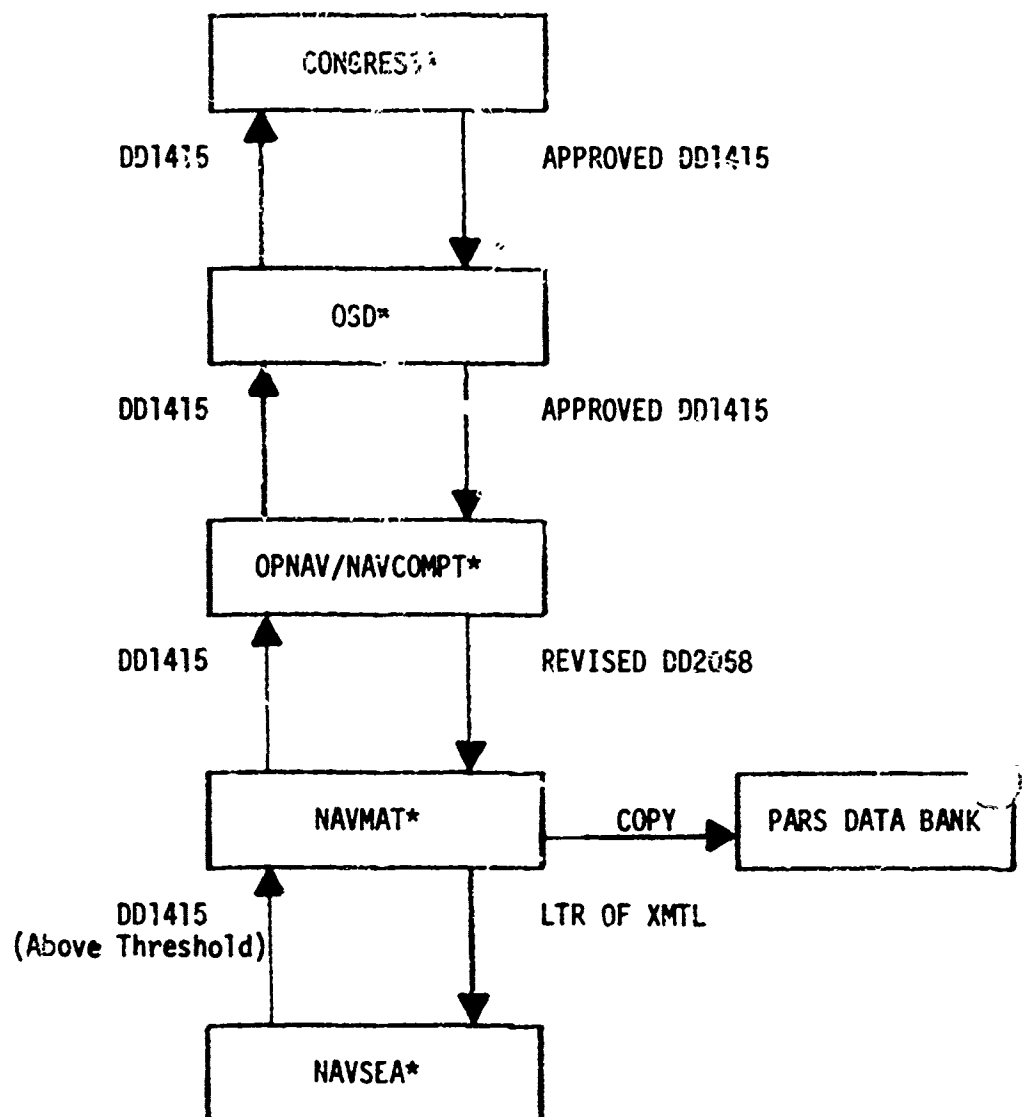 CONGRESS*
DD1415
APPROVED DD1415
OSD*
DD1415
APPROVED DD1415
OPNAV/NAVCOMPT*
DD1415
REVISED DD2058
NAVMAT*
COPY
PARS DATA BANK
DD1415
(Above Threshold)
LTR OF XMTL
NAVSEA*